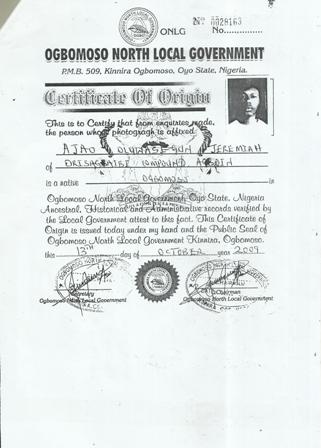 ONLG
No 0028163
No...............
OGBOMOSO NORTH LOCAL GOVERNMENT
P.M.B. 509, Kinnira Ogbomoso, Oyo State, Nigeria.
Certificate Of Origin
This is to Certify that from enquiries made,
the person whose photograph is affixed.
AJAO OLUWASEGUN JEREMIAH
of COMPOUND
is a native OGBOMOSO in
Ogbomoso North Local Government, Oyo State, Nigeria
Ancestral, Historical and Administrative records verified by
the Local Government attest to this fact. This Certificate of
Origin is issued today under my hand and the Public Seal of
Ogbomoso North Local Government Kinnira, Ogbomoso.
this 13TH day of OCTOBER year 2009
Secretary
Ogbomoso North Local Government
Chairman
Ogbomoso North Local Government